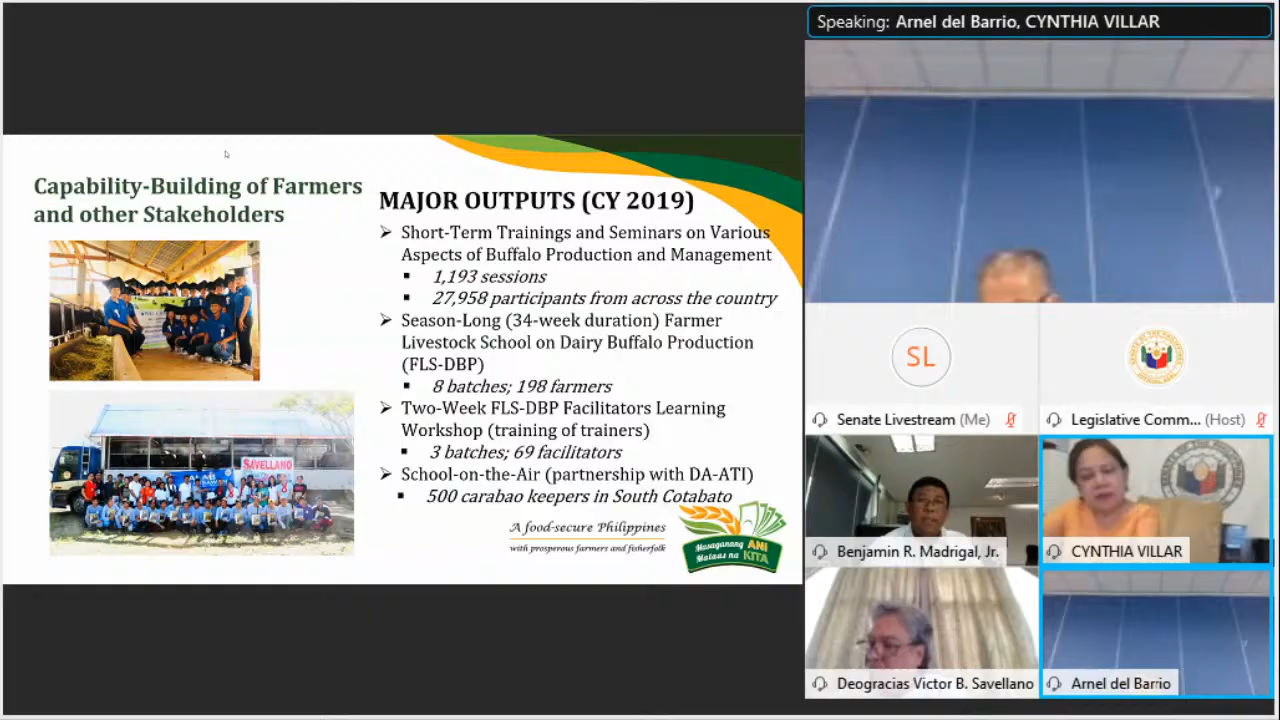 Speaking: Arnel del Barrio, CYNTHIA VILLAR
Capability-Building of Farmers
and other Stakeholders
MAJOR OUTPUTS (CY 2019)
➢ Short-Term Trainings and Seminars on Various
Aspects of Buffalo Production and Management
▪ 1,193 sessions
▪ 27,958 participants from across the country
➢ Season-Long (34-week duration) Farmer
Livestock School on Dairy Buffalo Production
(FLS-DBP)
▪ 8 batches; 198 farmers
➢ Two-Week FLS-DBP Facilitators Learning
Workshop (training of trainers)
▪ 3 batches; 69 facilitators
➢ School-on-the-Air (partnership with DA-ATI)
▪ 500 carabao keepers in South Cotabato
SAVELLANO
A food-secure Philippines
with prosperous farmers and fisherfolk
Masaganang ANI
Mataas na KITA
SL
Senate Livestream (Me)
Legislative Comm... (Host)
Benjamin R. Madrigal, Jr.
CYNTHIA VILLAR
Deogracias Victor B. Savellano
Arnel del Barrio